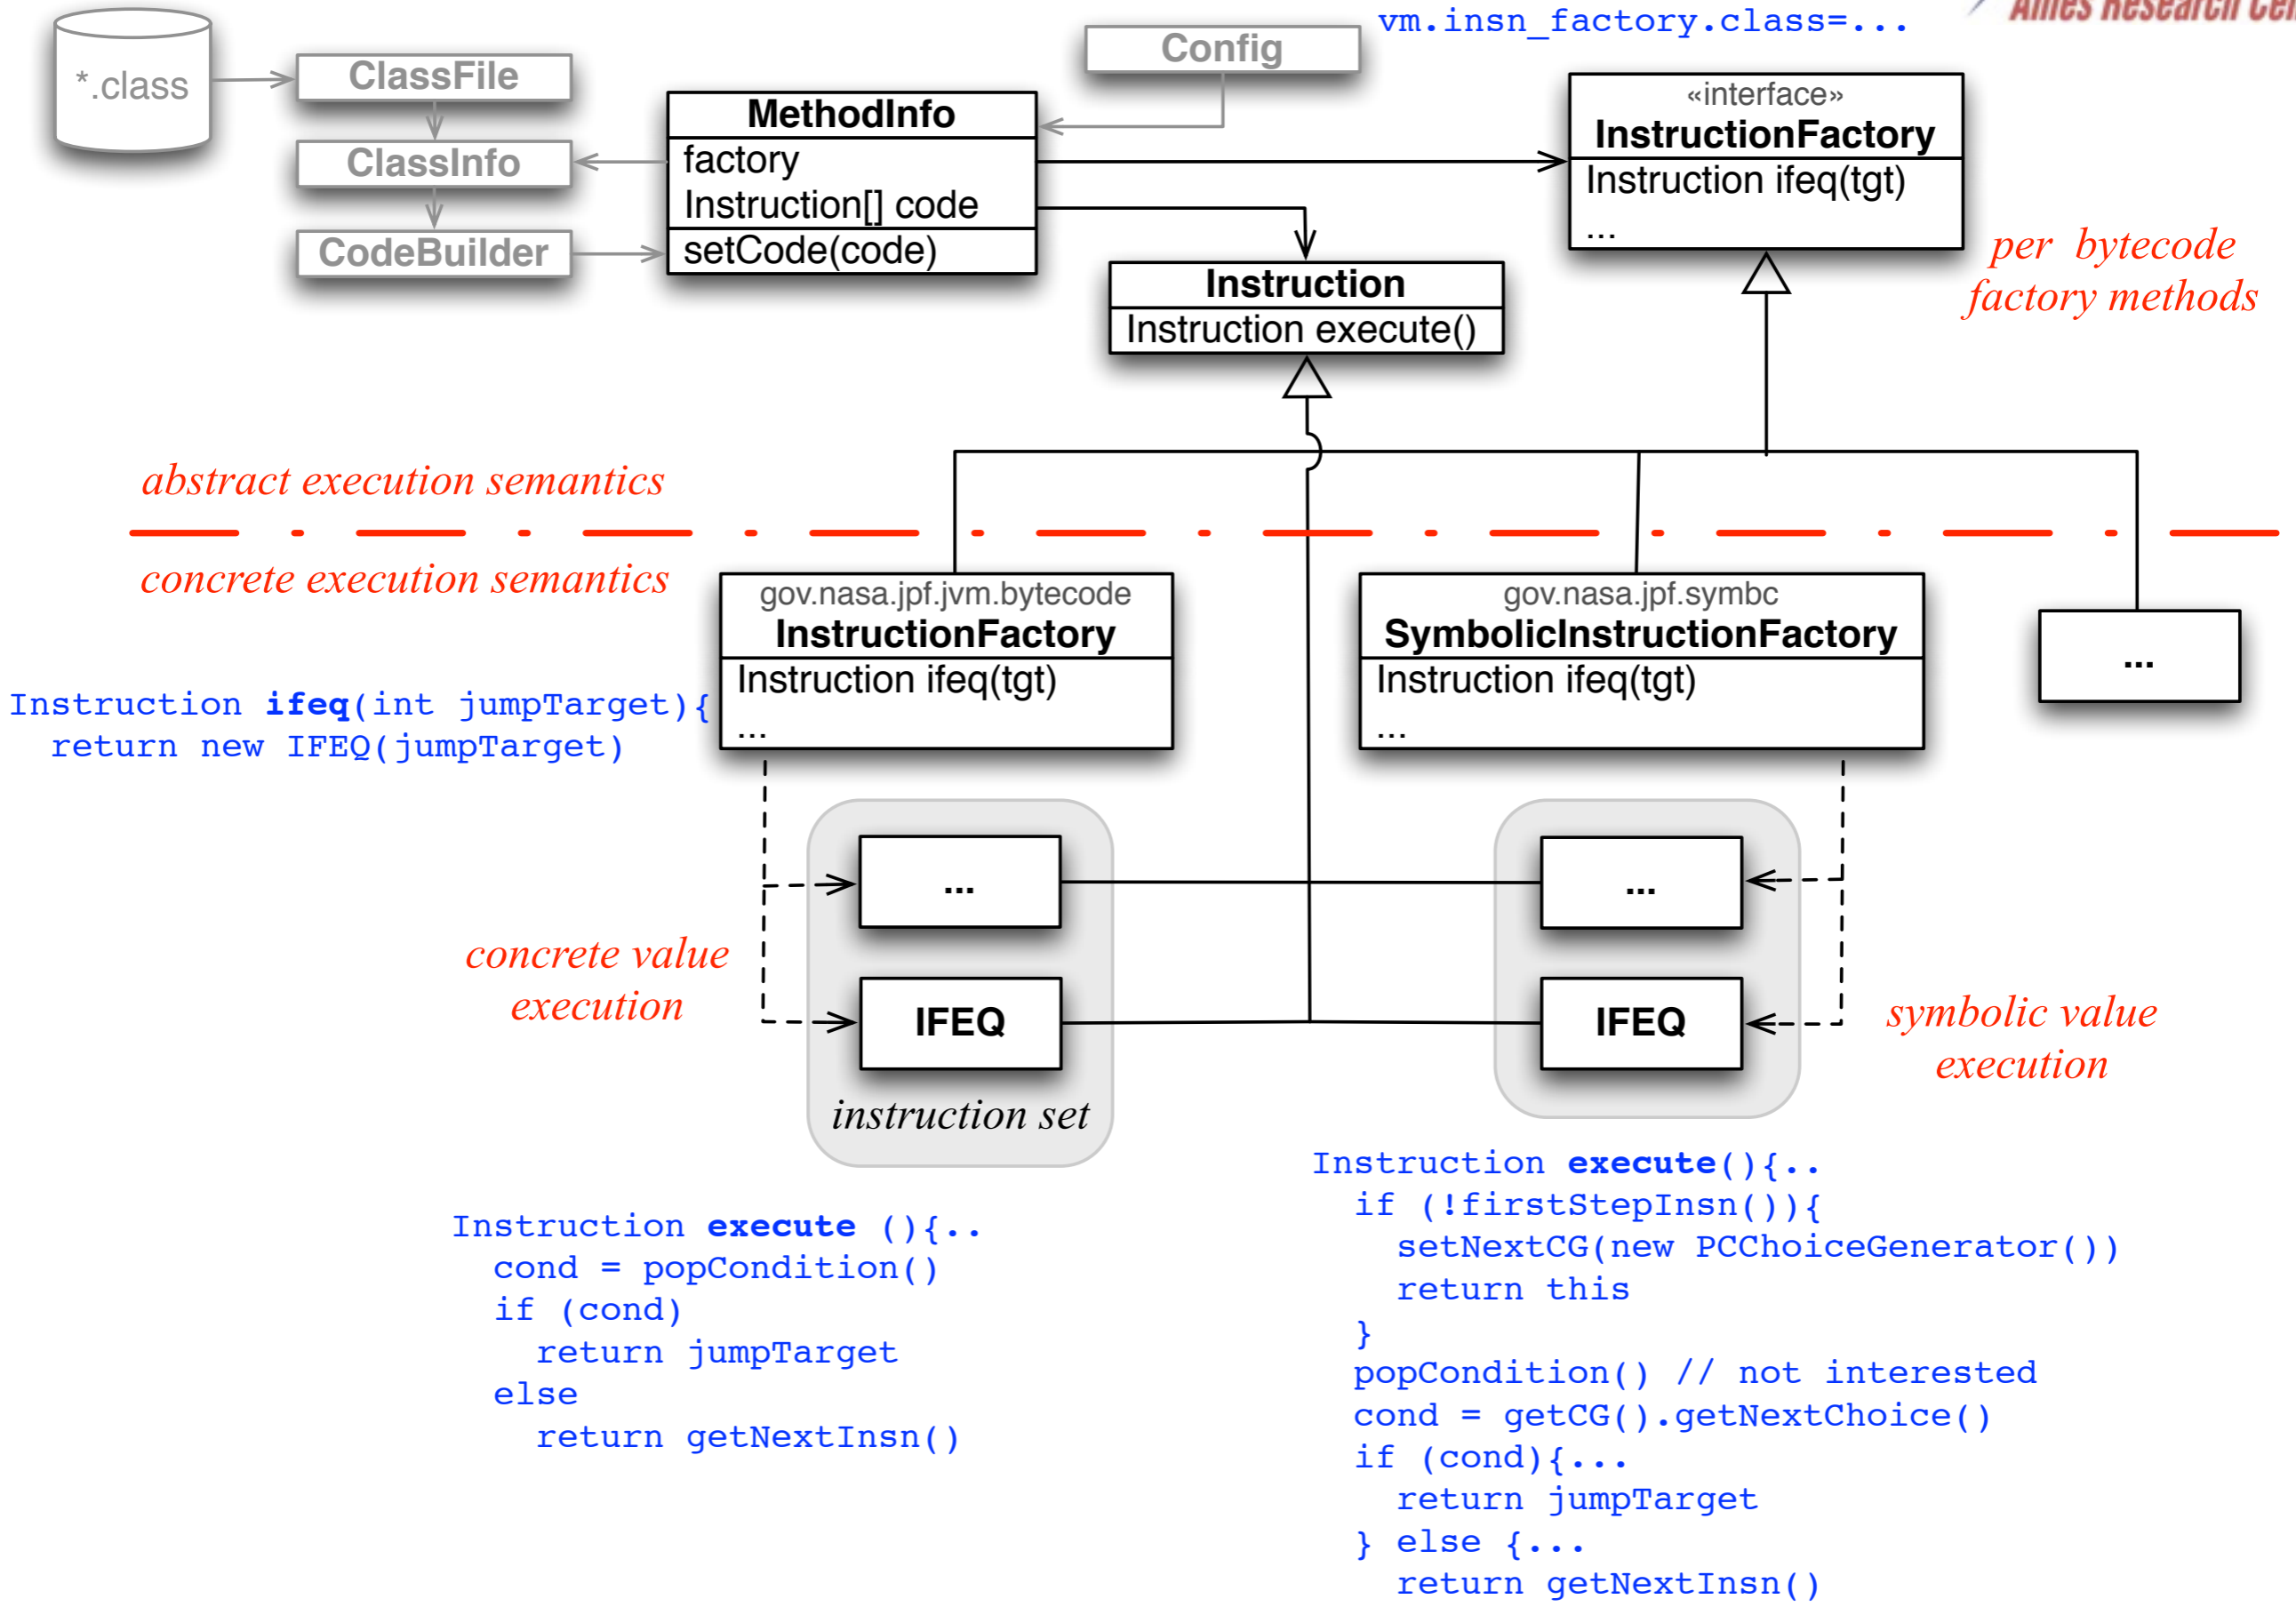 vm.insn_factory.class=...
Ames Research Cen
*.class
ClassFile
ClassInfo
CodeBuilder
Config
MethodInfo
factory
Instruction[] code
setCode(code)
«interface»
InstructionFactory
Instruction ifeq(tgt)
...
per bytecode
factory methods
Instruction
Instruction execute()
abstract execution semantics
concrete execution semantics
gov.nasa.jpf.jvm.bytecode
InstructionFactory
Instruction ifeq(tgt)
...
gov.nasa.jpf.symbc
SymbolicInstructionFactory
Instruction ifeq(tgt)
...
...
Instruction ifeq(int jumpTarget){
return new IFEQ(jumpTarget)
...
IFEQ
instruction set
concrete value
execution
...
IFEQ
symbolic value
execution
Instruction execute (){..
cond = popCondition()
if (cond)
return jumpTarget
else
return getNextInsn()
Instruction execute(){..
if (!firstStepInsn()){
setNextCG(new PCChoiceGenerator())
return this
}
popCondition() // not interested
cond = getCG().getNextChoice()
if (cond){...
return jumpTarget
} else {...
return getNextInsn()